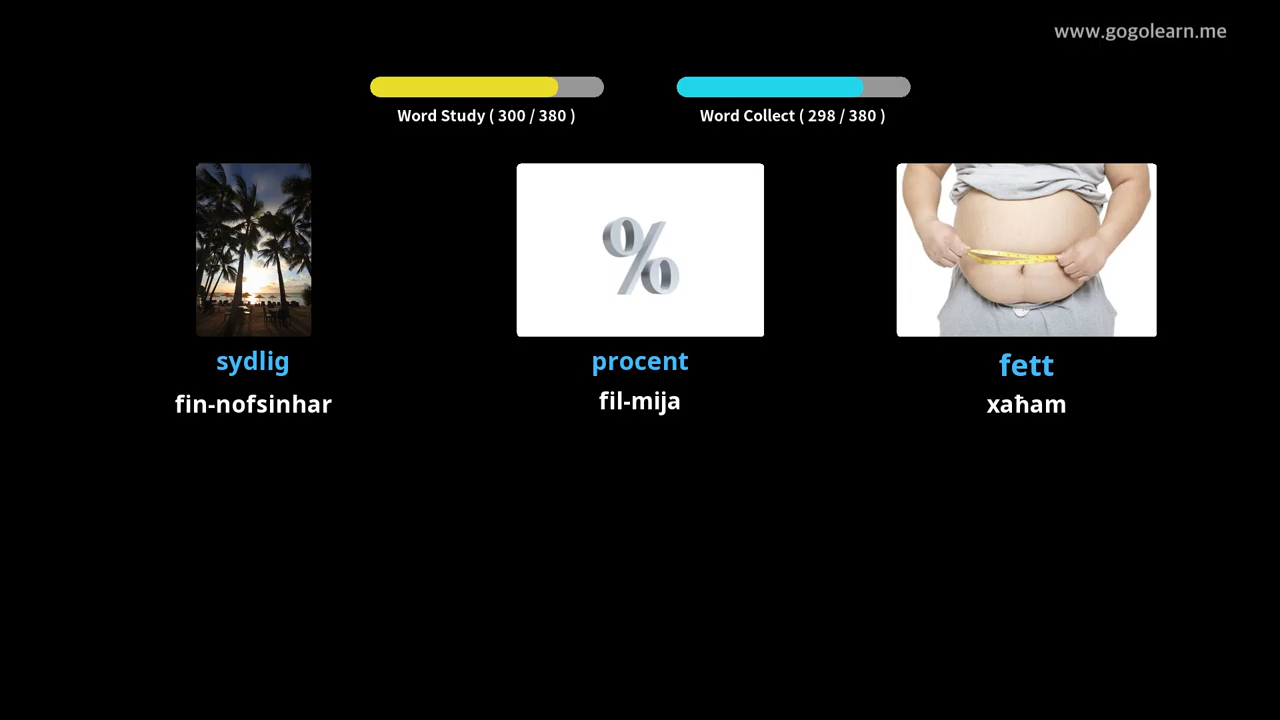 www.gogolearn.me
Word Study ( 300 / 380 )
Word Collect ( 298 / 380 )
%
sydlig
procent
fett
fin-nofsinhar
fil-mija
xaħam